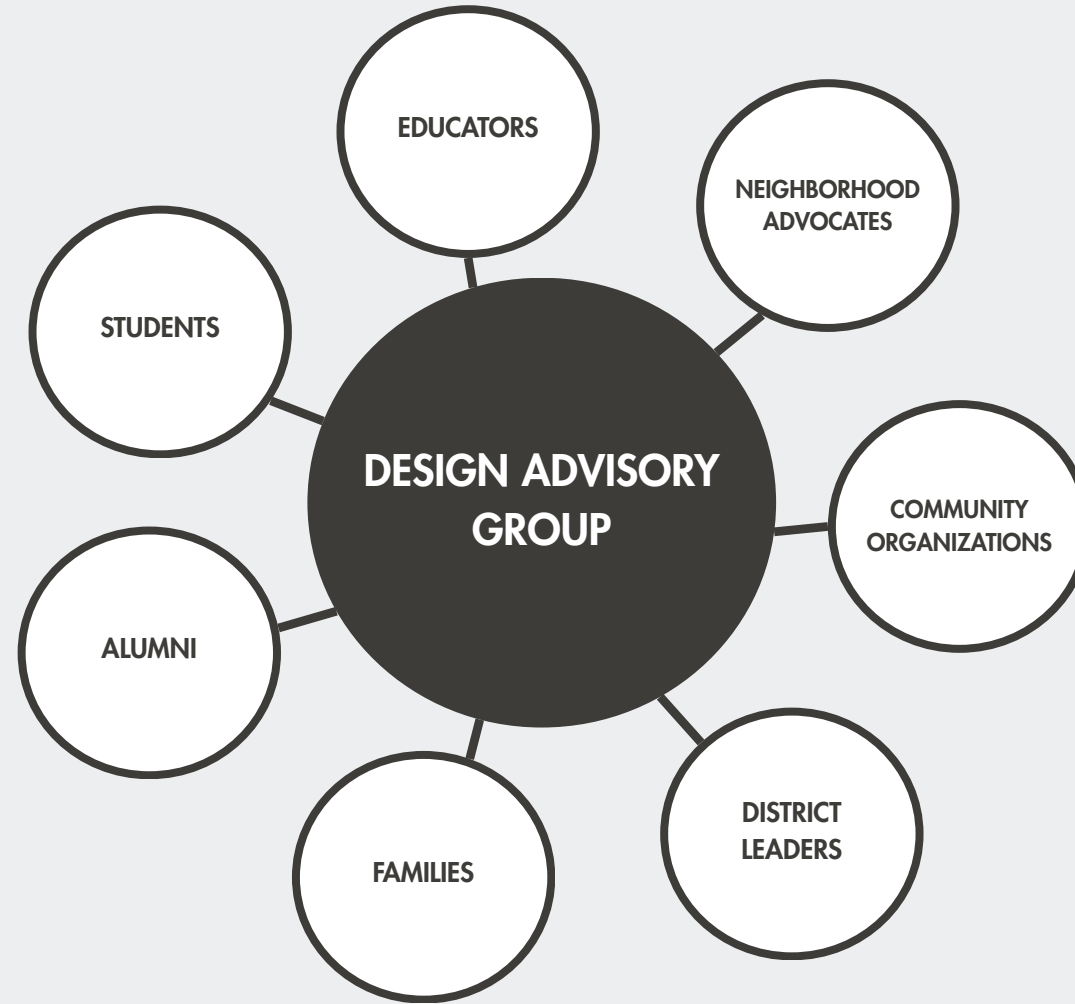 EDUCATORS
NEIGHBORHOOD
ADVOCATES
STUDENTS
DESIGN ADVISORY
GROUP
COMMUNITY
ORGANIZATIONS
ALUMNI
DISTRICT
LEADERS
FAMILIES